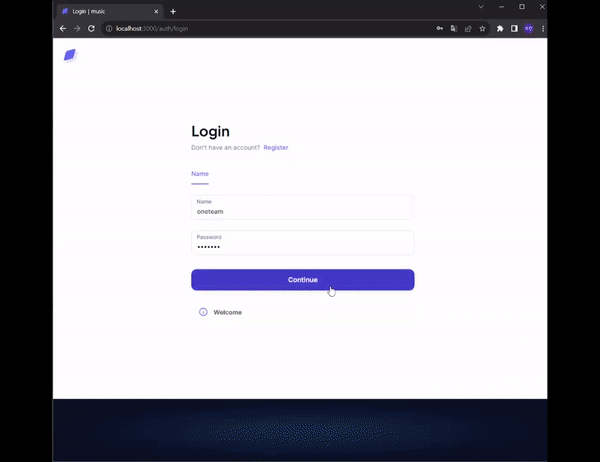 Login | music
localhost:3000/auth/login
Login
Don't have an account? Register
Name
Name
oneteam
Password
•••••••
Continue
Welcome